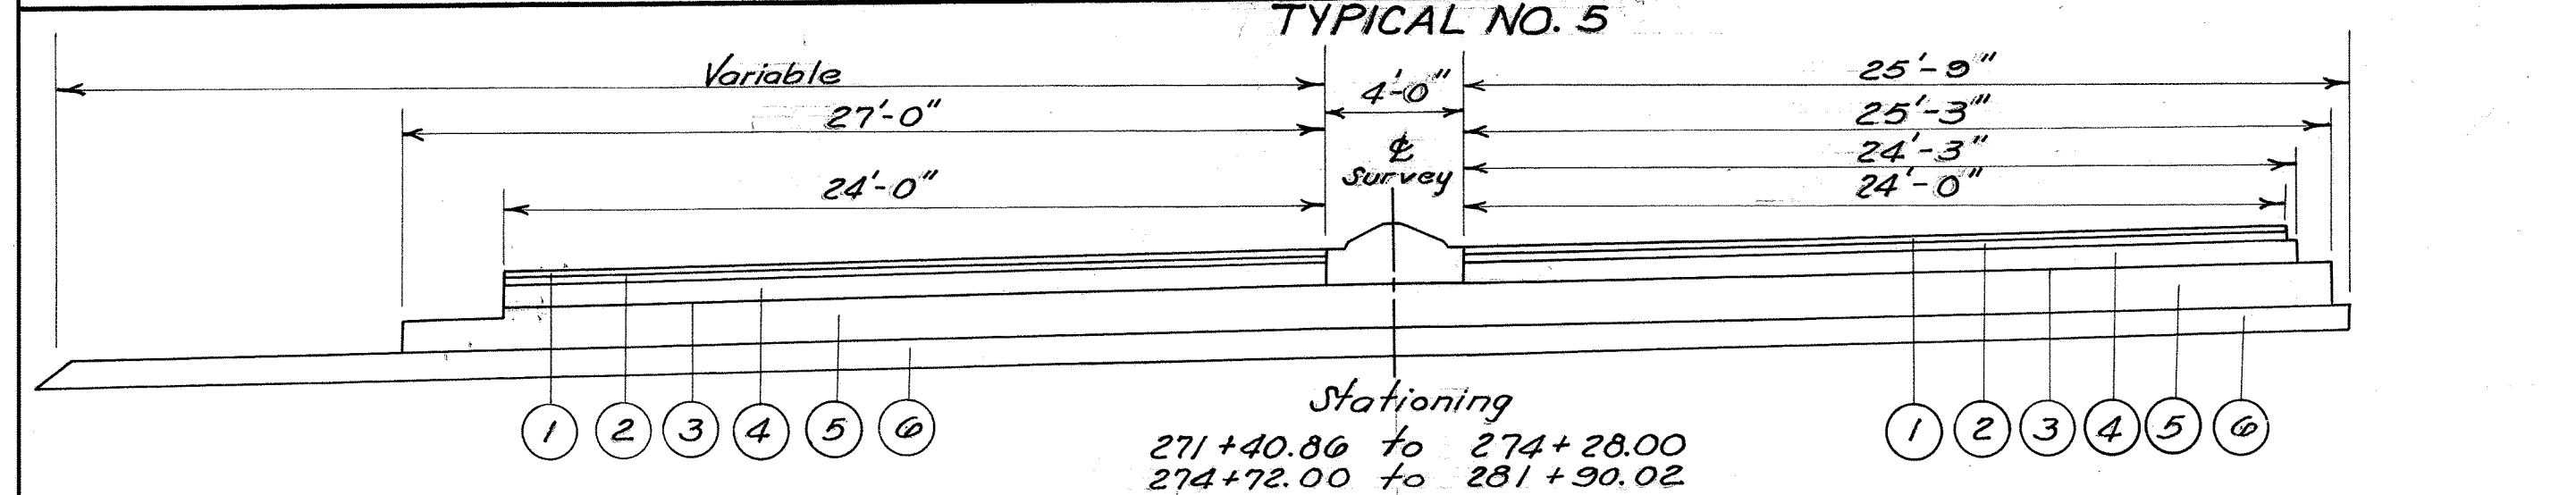 TYPICAL NO. 5
Variable
4'-0"
25'-9"
27'-0"
25'-3"
24'-3"
24'-0"
24'-0"
℄
Survey
1 2 3 4 5 6
1 2 3 4 5 6
Stationing
271+40.86 to 274+28.00
274+72.00 to 281+90.02